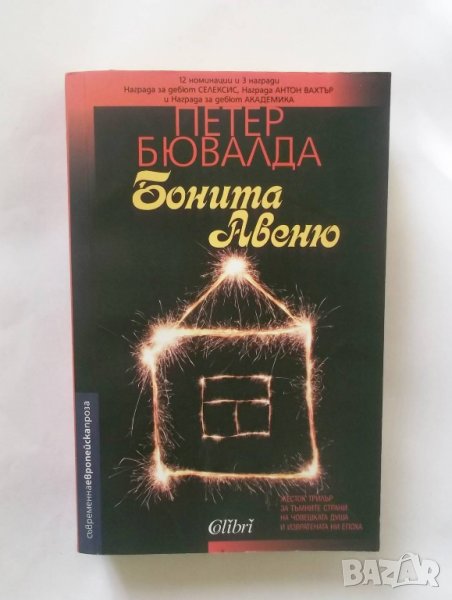 12 номинации и 3 награди
Награда за дебют СЕЛЕКСИС, Награда АНТОН ВАХТЪР
и Награда за дебют АКАДЕМИКА
ПЕТЕР
БЮВАЛДА
Бонита
Авеню
съвременнаевропейскапроза
ЖЕСТОК ТРИЛЪР
ЗА ТЪМНИТЕ СТРАНИ
НА ЧОВЕШКАТА ДУША
И ИЗВРАТЕНАТА НИ ЕПОХА
Colibri
BAZAR